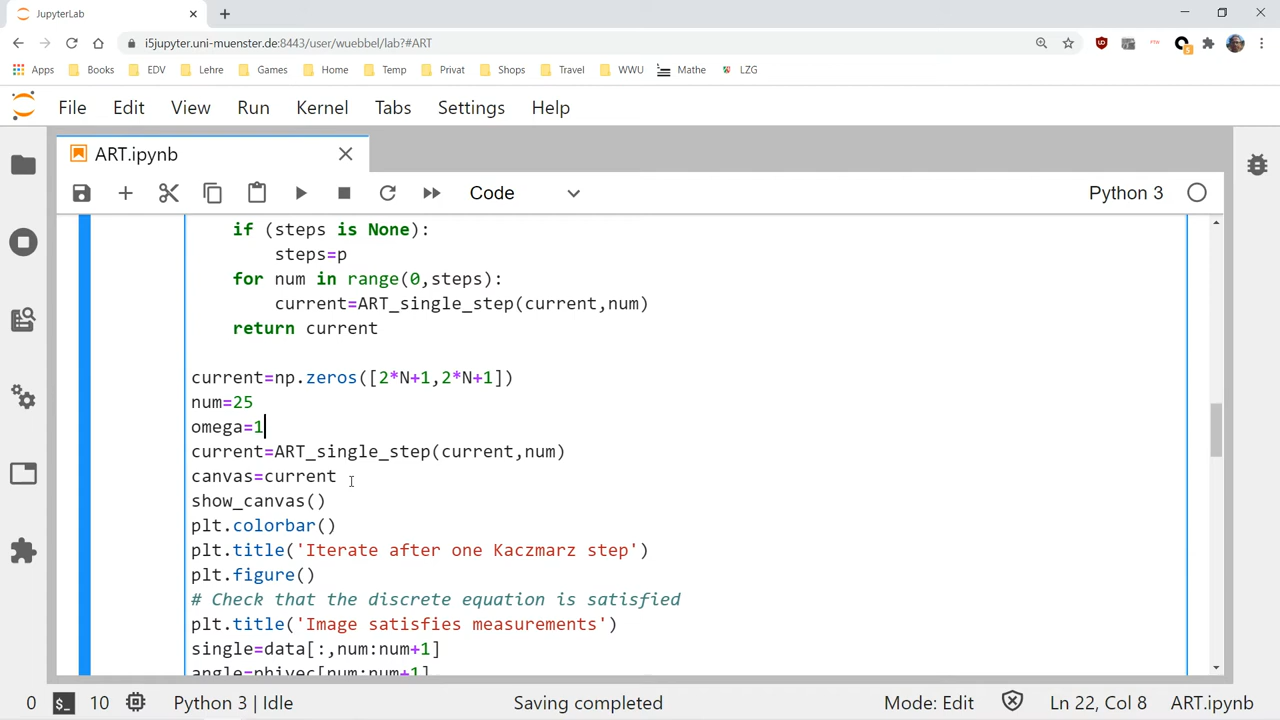 JupyterLab
i5jupyter.uni-muenster.de:8443/user/wuebbel/lab?#ART
Apps Books EDV Lehre Games Home Temp Privat Shops Travel WWU Mathe LZG
File Edit View Run Kernel Tabs Settings Help
ART.ipynb
Code Python 3
if (steps is None):
steps=p
for num in range(0,steps):
current=ART_single_step(current,num)
return current
current=np.zeros([2*N+1,2*N+1])
num=25
omega=1
current=ART_single_step(current,num)
canvas=current
show_canvas()
plt.colorbar()
plt.title('Iterate after one Kaczmarz step')
plt.figure()
# Check that the discrete equation is satisfied
plt.title('Image satisfies measurements')
single=data[:,num:num+1]
angle=phivec[num:num+1]
0 $_ 10 Python 3 | Idle Saving completed Mode: Edit Ln 22, Col 8 ART.ipynb